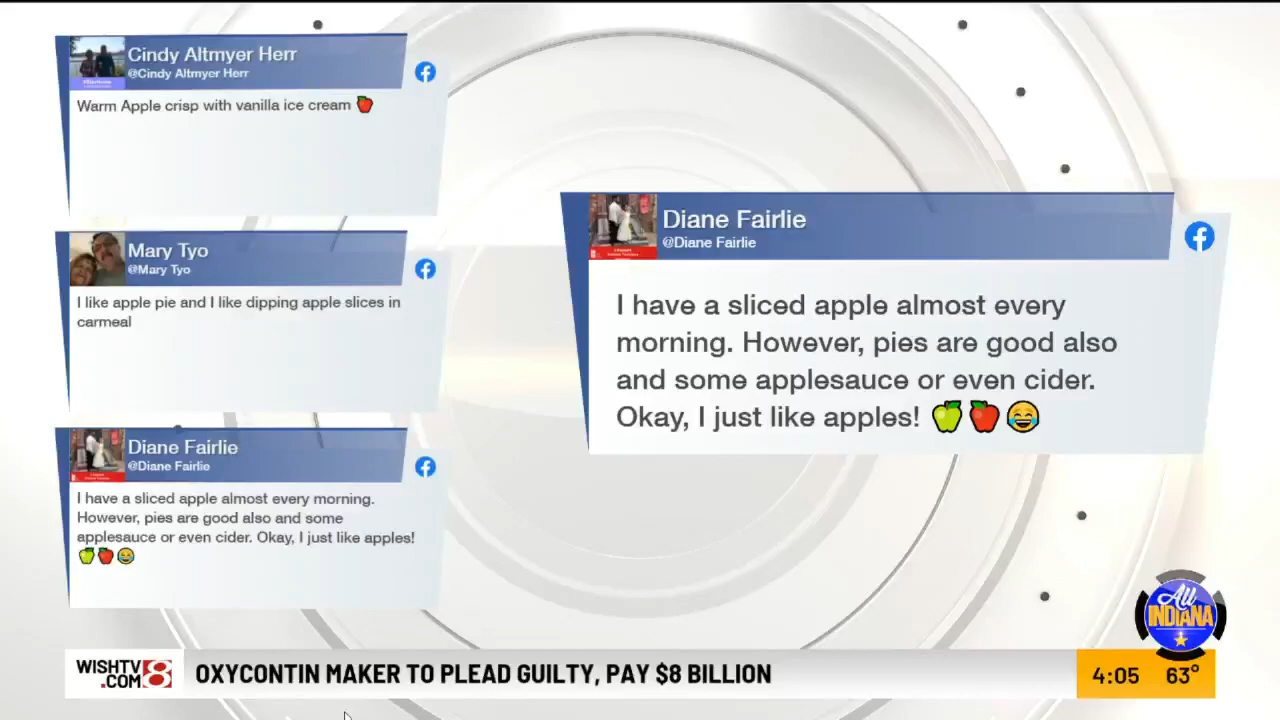 Cindy Altmyer Herr
@Cindy Altmyer Herr
Warm Apple crisp with vanilla ice cream 🍎
Mary Tyo
@Mary Tyo
I like apple pie and I like dipping apple slices in
carmeal
Diane Fairlie
@Diane Fairlie
I have a sliced apple almost every morning.
However, pies are good also and some
applesauce or even cider. Okay, I just like apples!
🍏🍎😂
Diane Fairlie
@Diane Fairlie
I have a sliced apple almost every
morning. However, pies are good also
and some applesauce or even cider.
Okay, I just like apples! 🍏🍎😂
All
INDIANA
WISHTV
.COM 8
OXYCONTIN MAKER TO PLEAD GUILTY, PAY $8 BILLION
4:05 63°